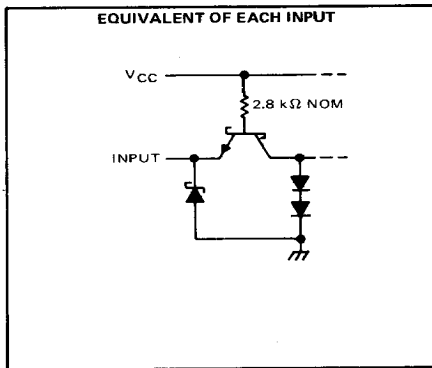 EQUIVALENT OF EACH INPUT
VCC
2.8 kΩ NOM
INPUT